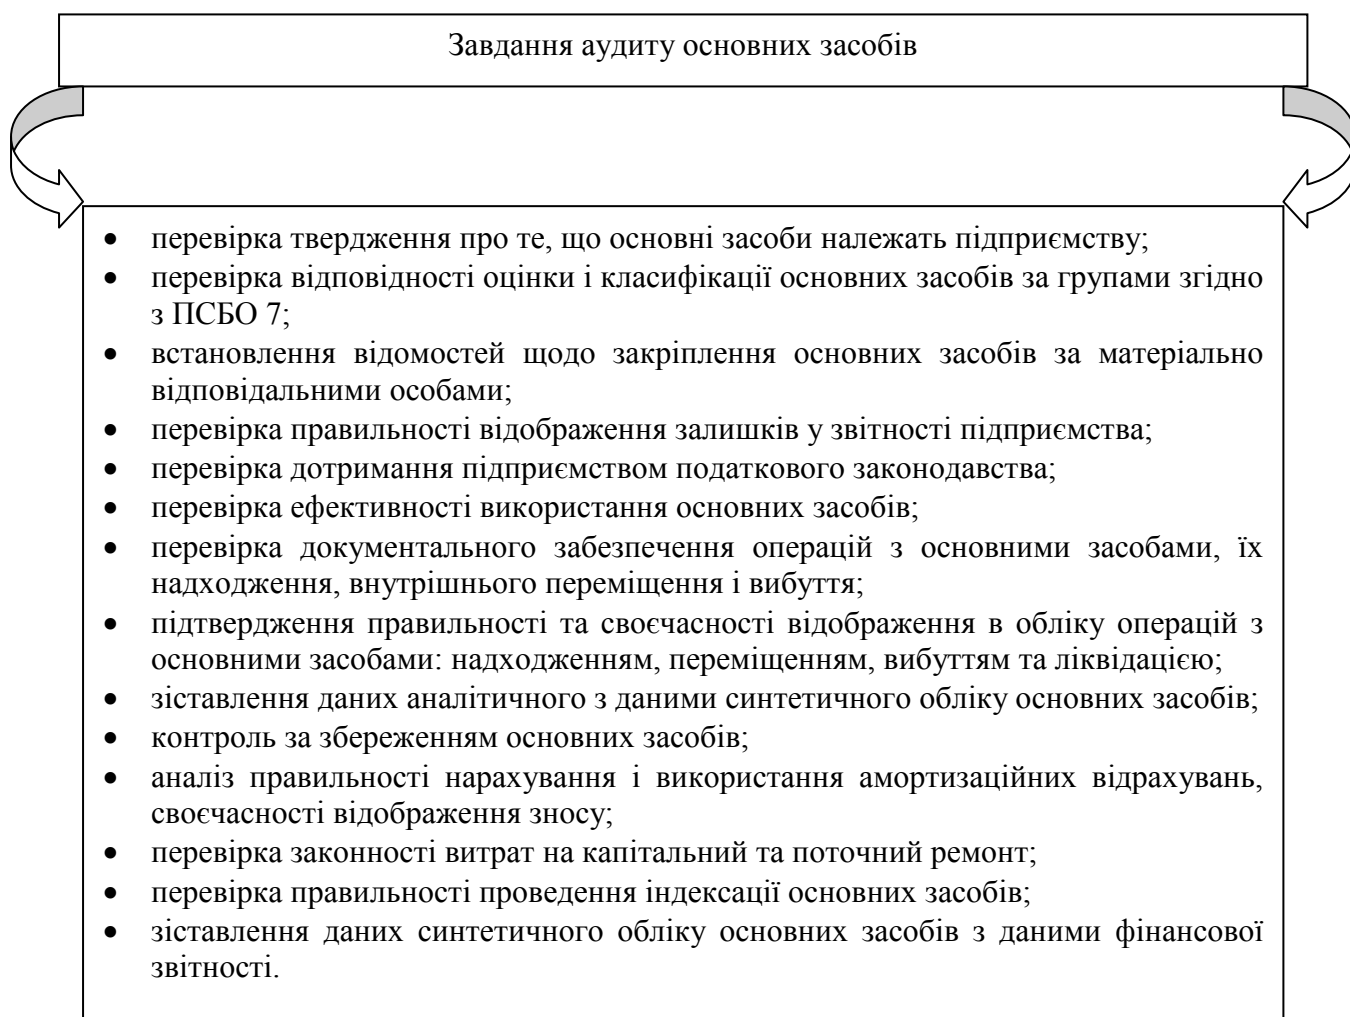 Завдання аудиту основних засобів
• перевірка твердження про те, що основні засоби належать підприємству;
• перевірка відповідності оцінки і класифікації основних засобів за групами згідно
з ПСБО 7;
• встановлення відомостей щодо закріплення основних засобів за матеріально
відповідальними особами;
• перевірка правильності відображення залишків у звітності підприємства;
• перевірка дотримання підприємством податкового законодавства;
• перевірка ефективності використання основних засобів;
• перевірка документального забезпечення операцій з основними засобами, їх
надходження, внутрішнього переміщення і вибуття;
• підтвердження правильності та своєчасності відображення в обліку операцій з
основними засобами: надходженням, переміщенням, вибуттям та ліквідацією;
• зіставлення даних аналітичного з даними синтетичного обліку основних засобів;
• контроль за збереженням основних засобів;
• аналіз правильності нарахування і використання амортизаційних відрахувань,
своєчасності відображення зносу;
• перевірка законності витрат на капітальний та поточний ремонт;
• перевірка правильності проведення індексації основних засобів;
• зіставлення даних синтетичного обліку основних засобів з даними фінансової
звітності.